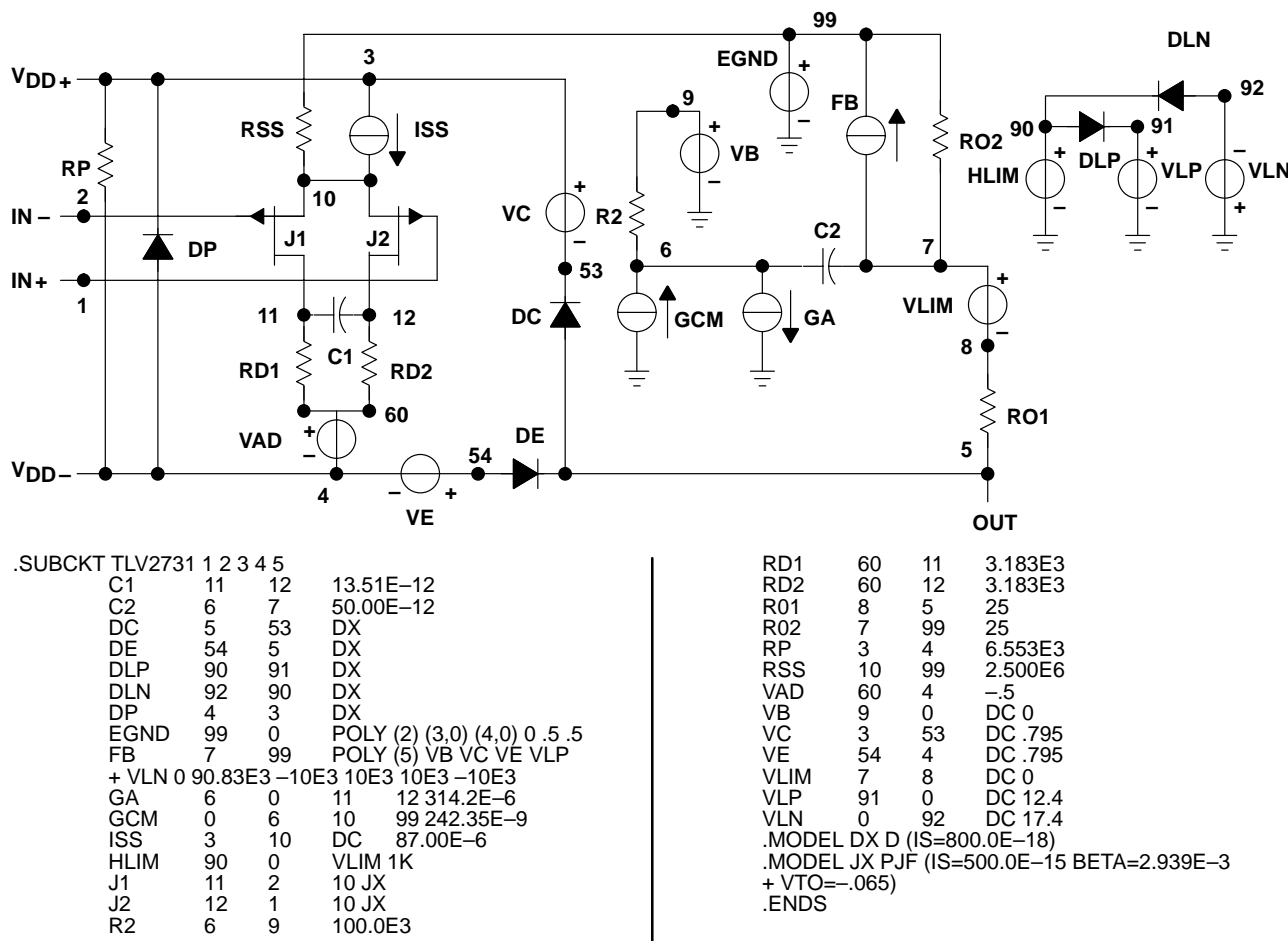 99
3
DLN
VDD+
EGND
+
–
FB
9
92
RSS
ISS
+
VB
–
RO2
90
91
RP
DLP
+
HLIM
–
+
VLP
–
–
VLN
+
10
2
IN –
J1
J2
+
VC
–
R2
C2
DP
6
7
IN+
1
53
11
12
C1
DC
GCM
GA
VLIM
+
–
8
RD1
RD2
60
RO1
VAD
+
–
DE
54
5
VDD–
4
–
+
VE
OUT
.SUBCKT TLV2731 1 2 3 4 5
C1 11 12 13.51E–12
C2 6 7 50.00E–12
DC 5 53 DX
DE 54 5 DX
DLP 90 91 DX
DLN 92 90 DX
DP 4 3 DX
EGND 99 0 POLY (2) (3,0) (4,0) 0 .5 .5
FB 7 99 POLY (5) VB VC VE VLP
+ VLN 0 90.83E3 –10E3 10E3 10E3 –10E3
GA 6 0 11 12 314.2E–6
GCM 0 6 10 99 242.35E–9
ISS 3 10 DC 87.00E–6
HLIM 90 0 VLIM 1K
J1 11 2 10 JX
J2 12 1 10 JX
R2 6 9 100.0E3
RD1 60 11 3.183E3
RD2 60 12 3.183E3
R01 8 5 25
R02 7 99 25
RP 3 4 6.553E3
RSS 10 99 2.500E6
VAD 60 4 –.5
VB 9 0 DC 0
VC 3 53 DC .795
VE 54 4 DC .795
VLIM 7 8 DC 0
VLP 91 0 DC 12.4
VLN 0 92 DC 17.4
.MODEL DX D (IS=800.0E–18)
.MODEL JX PJF (IS=500.0E–15 BETA=2.939E–3
+ VTO=–.065)
.ENDS